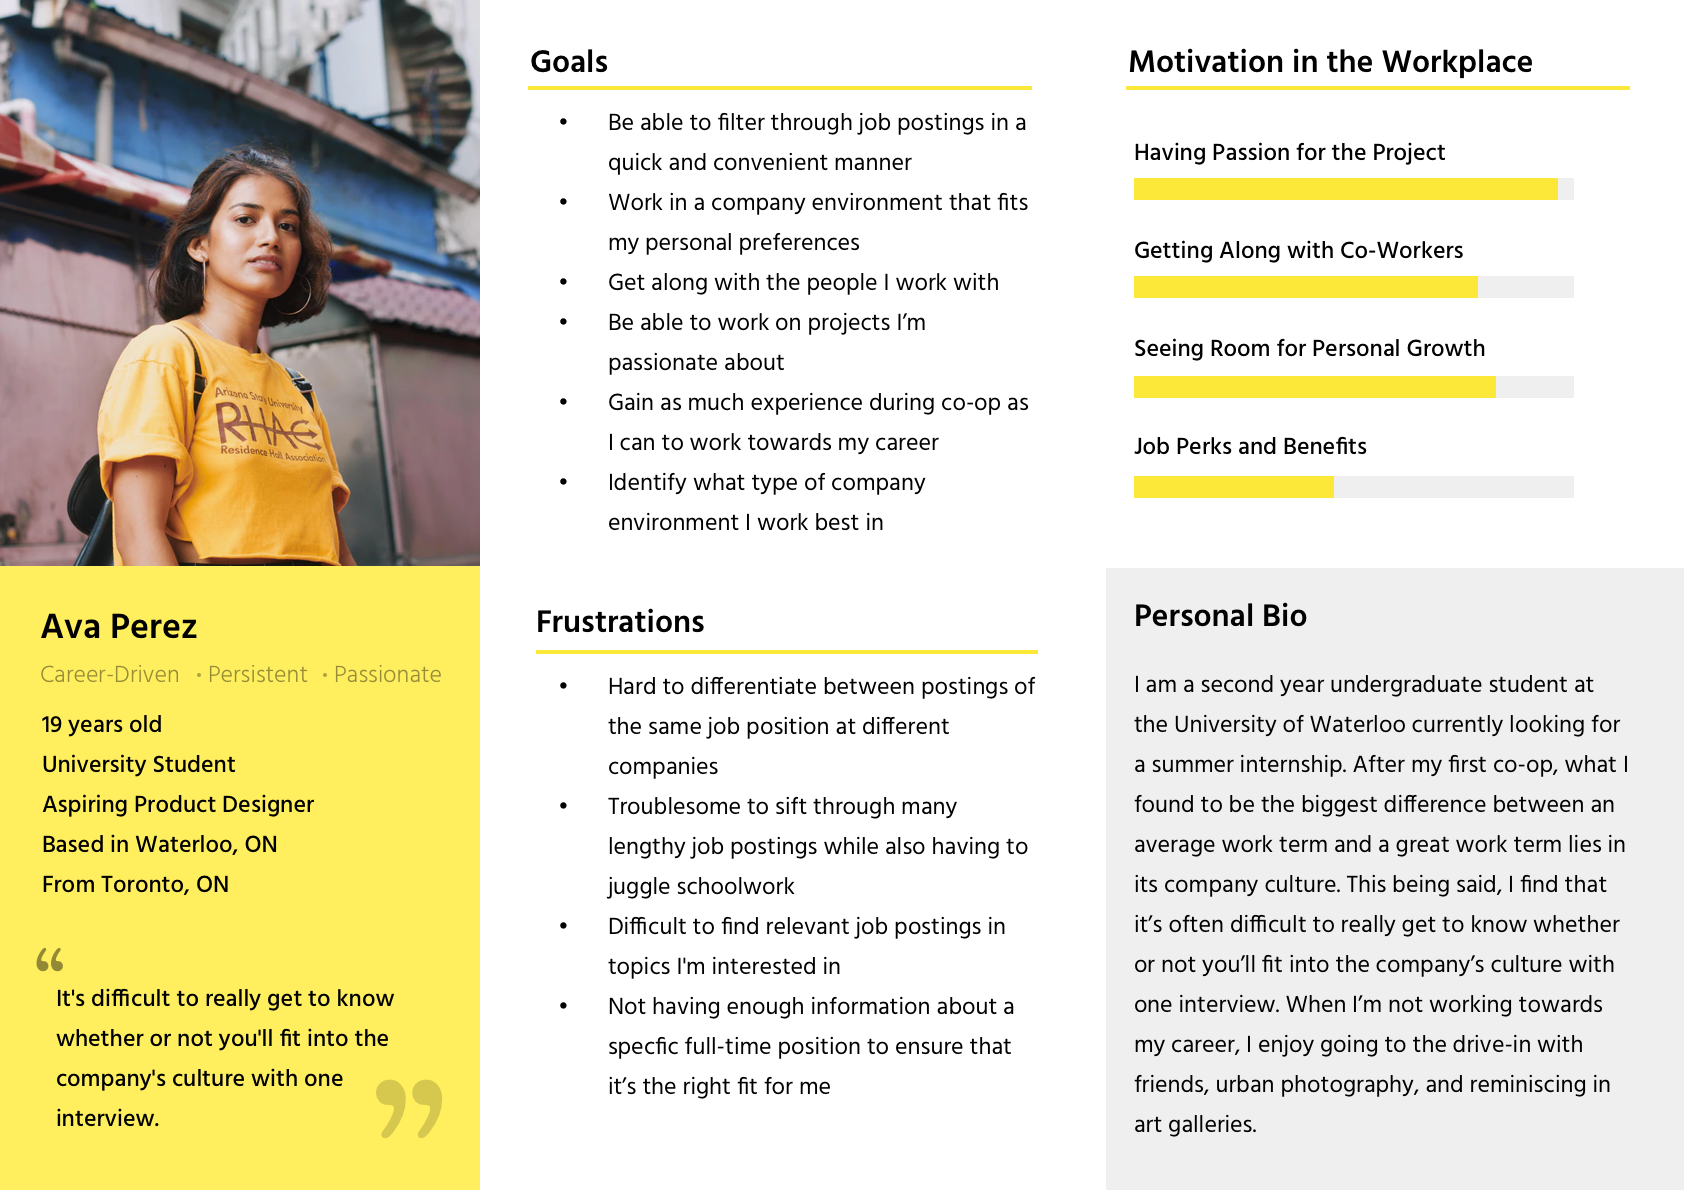 Arizona State University
RHA
Residence Hall Association
Ava Perez
Career-Driven • Persistent • Passionate
19 years old
University Student
Aspiring Product Designer
Based in Waterloo, ON
From Toronto, ON
“
It's difficult to really get to know
whether or not you'll fit into the
company's culture with one
interview.
”
Goals
• Be able to filter through job postings in a
quick and convenient manner
• Work in a company environment that fits
my personal preferences
• Get along with the people I work with
• Be able to work on projects I’m
passionate about
• Gain as much experience during co-op as
I can to work towards my career
• Identify what type of company
environment I work best in
Frustrations
• Hard to differentiate between postings of
the same job position at different
companies
• Troublesome to sift through many
lengthy job postings while also having to
juggle schoolwork
• Difficult to find relevant job postings in
topics I'm interested in
• Not having enough information about a
specfic full-time position to ensure that
it’s the right fit for me
Motivation in the Workplace
Having Passion for the Project
Getting Along with Co-Workers
Seeing Room for Personal Growth
Job Perks and Benefits
Personal Bio
I am a second year undergraduate student at
the University of Waterloo currently looking for
a summer internship. After my first co-op, what I
found to be the biggest difference between an
average work term and a great work term lies in
its company culture. This being said, I find that
it’s often difficult to really get to know whether
or not you’ll fit into the company’s culture with
one interview. When I’m not working towards
my career, I enjoy going to the drive-in with
friends, urban photography, and reminiscing in
art galleries.